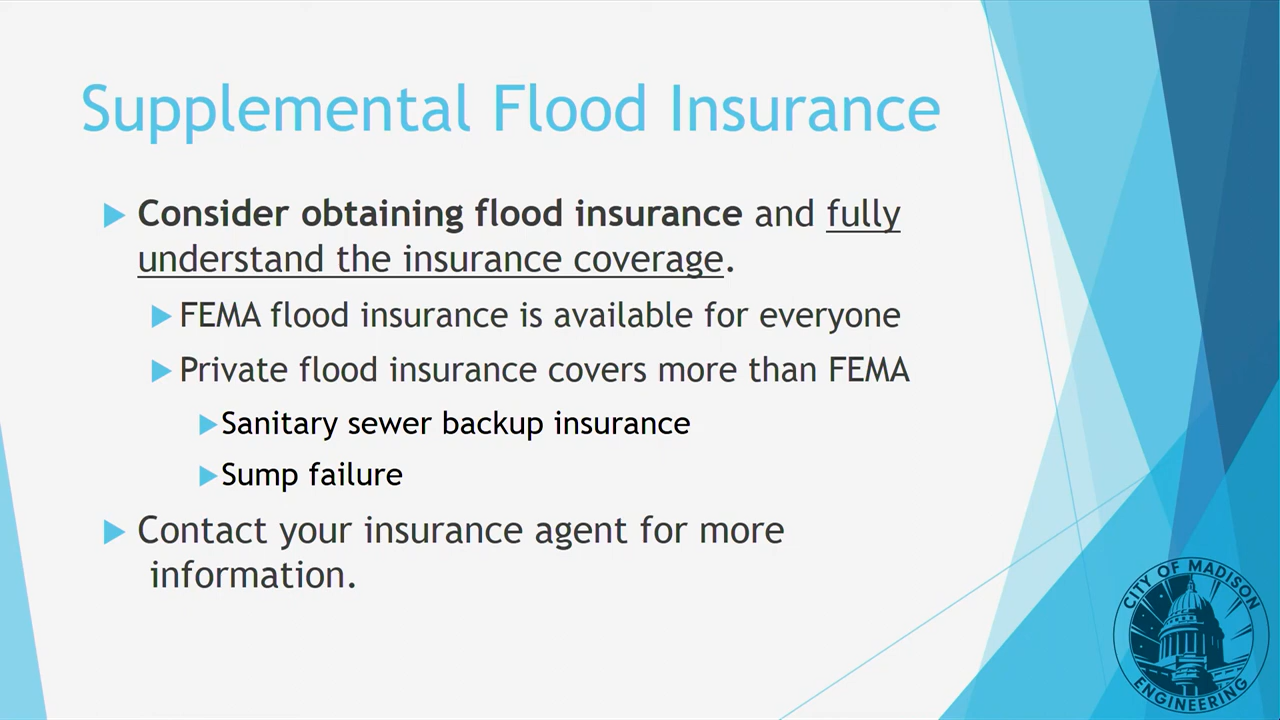 Supplemental Flood Insurance
Consider obtaining flood insurance and fully
understand the insurance coverage.
FEMA flood insurance is available for everyone
Private flood insurance covers more than FEMA
Sanitary sewer backup insurance
Sump failure
Contact your insurance agent for more
information.
CITY OF MADISON
ENGINEERING